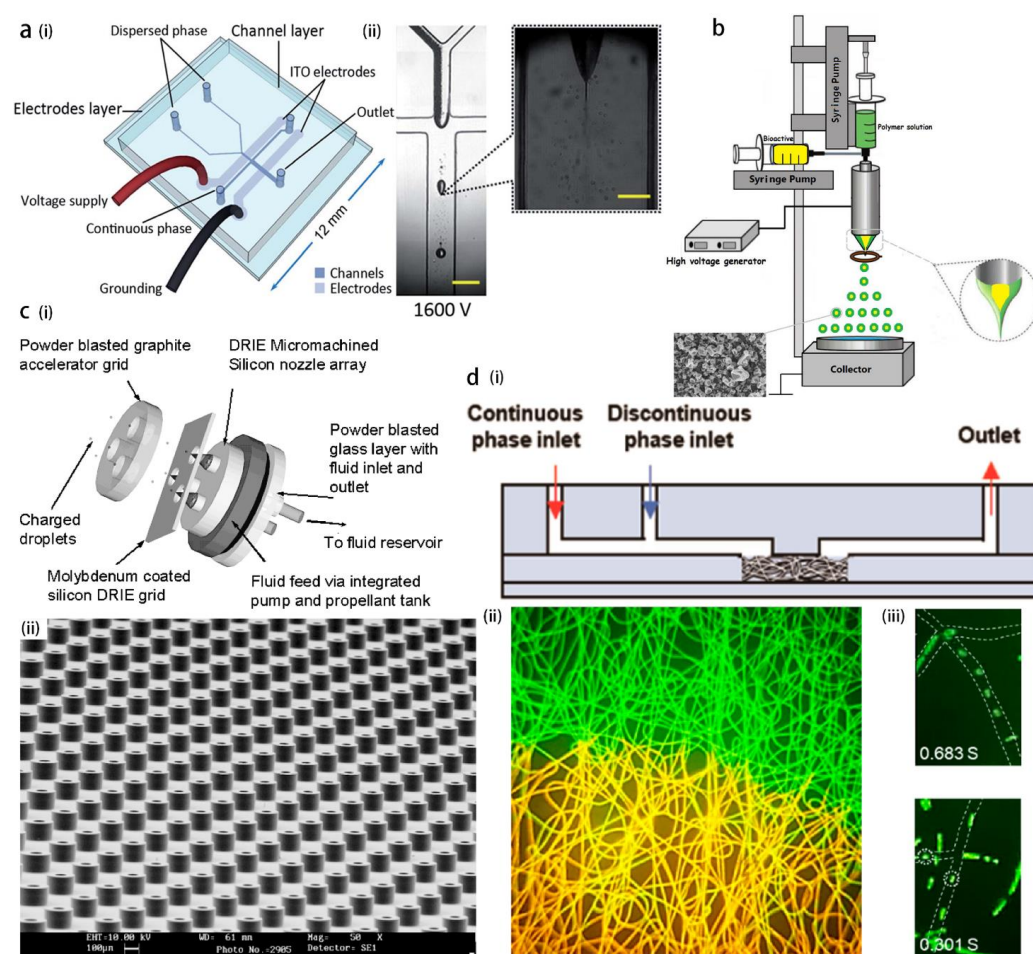 a (i)
Dispersed phase
Channel layer
ITO electrodes
Electrodes layer
Outlet
Voltage supply
Continuous phase
12 mm
Grounding
Channels
Electrodes
(ii)
1600 V
b
Syringe Pump
Polymer solution
Bioactive
Syringe Pump
High voltage generator
Collector
c (i)
Powder blasted graphite
accelerator grid
DRIE Micromachined
Silicon nozzle array
Powder blasted
glass layer with
fluid inlet and
outlet
Charged
droplets
To fluid reservoir
Molybdenum coated
silicon DRIE grid
Fluid feed via integrated
pump and propellant tank
(ii)
EHT=10.00 kV WD= 61 mm Mag= 50 X
100µm Photo No.=2905 Detector= SE1
d (i)
Continuous
phase inlet
Discontinuous
phase inlet
Outlet
(ii)
(iii)
0.683 S
0.301 S